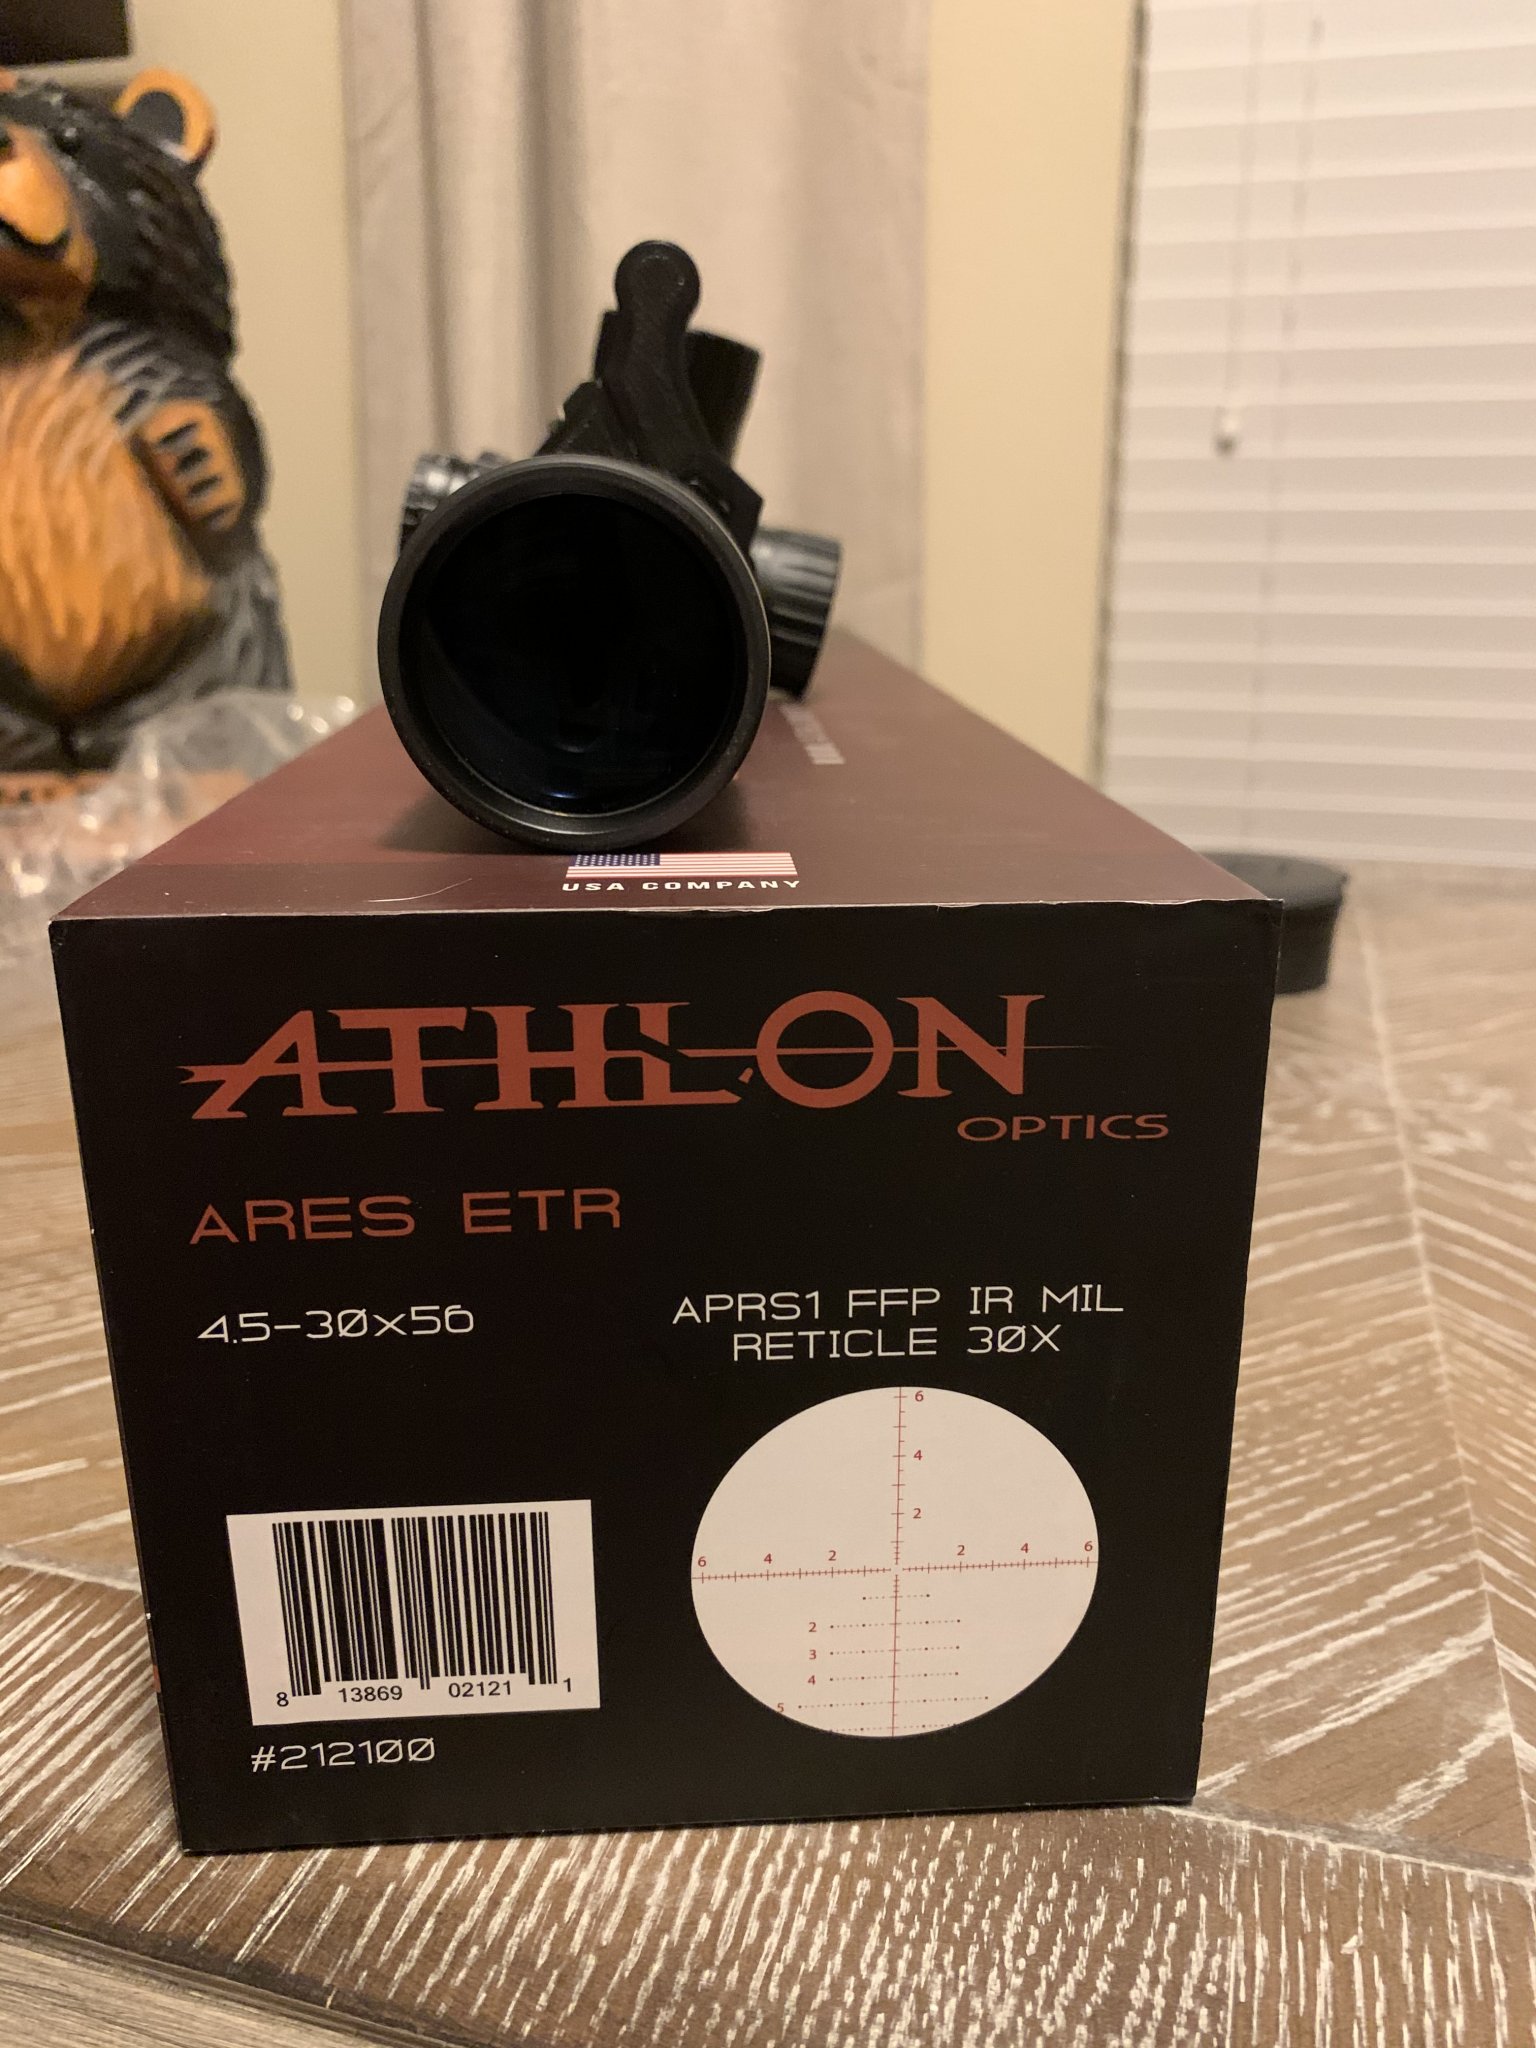 USA COMPANY
ATHLON
OPTICS
ARES ETR
4.5-30x56
APRS1 FFP IR MIL
RETICLE 30X
6
4
2
6 4 2 2 4 6
2
3
4
5
8 13869 02121 1
#212100